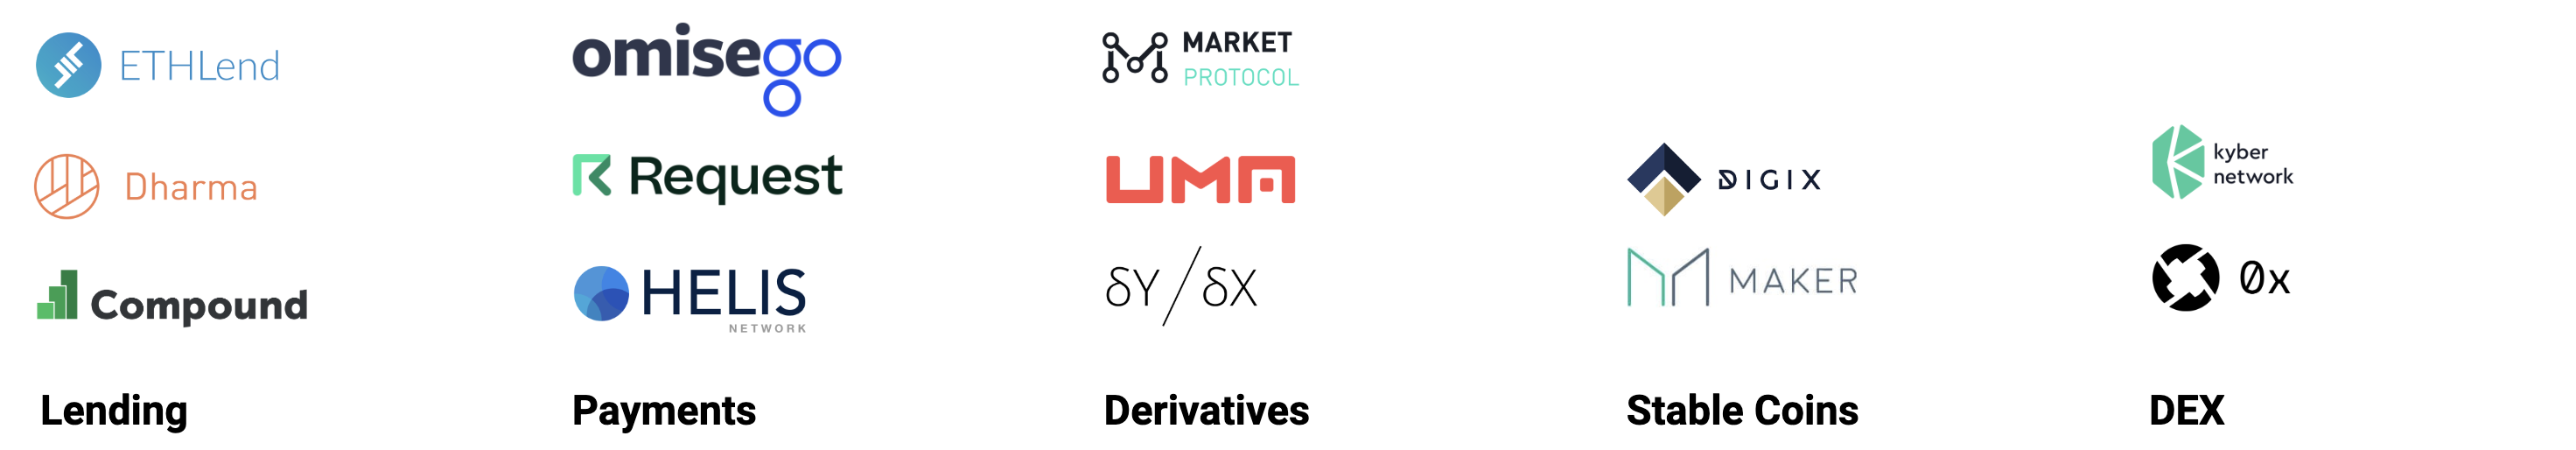 ETHLend
Dharma
Compound
Lending
omisego
Request
HELIS
NETWORK
Payments
MARKET
PROTOCOL
UMA
δY/δX
Derivatives
DIGIX
MAKER
Stable Coins
kyber
network
0x
DEX